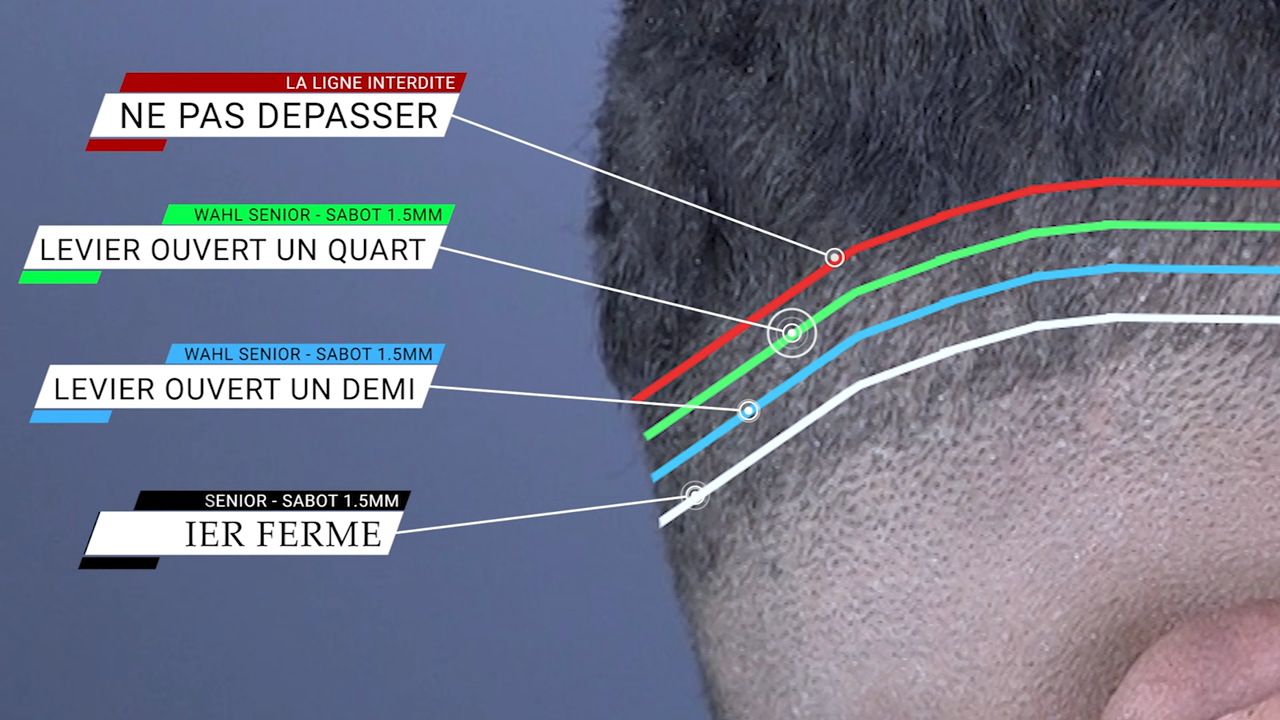 LA LIGNE INTERDITE
NE PAS DEPASSER
WAHL SENIOR - SABOT 1.5MM
LEVIER OUVERT UN QUART
WAHL SENIOR - SABOT 1.5MM
LEVIER OUVERT UN DEMI
SENIOR - SABOT 1.5MM
IER FERME